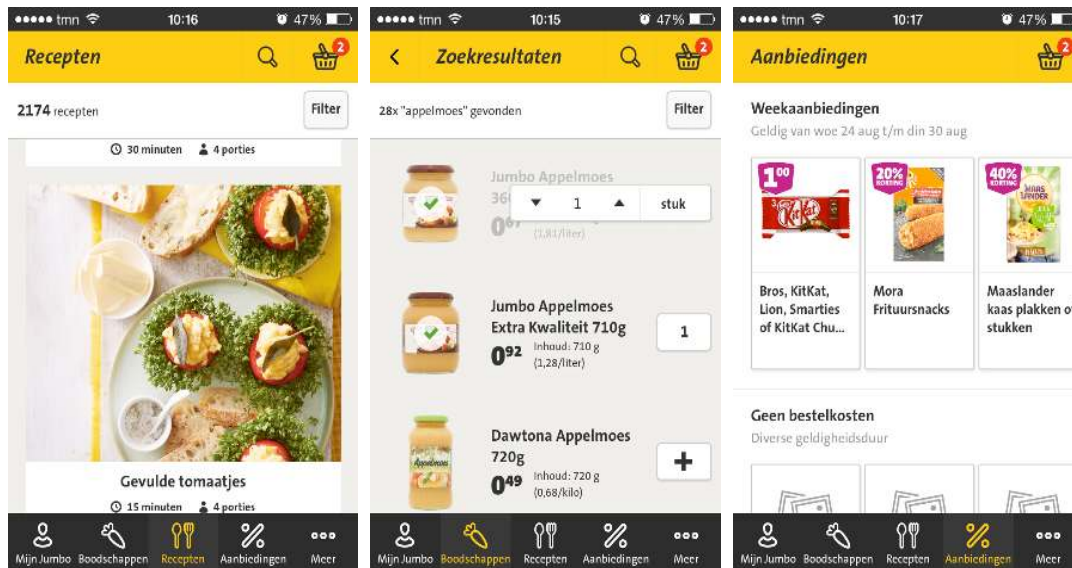 tmn 10:16 47%
Recepten 2
2174 recepten Filter
30 minuten 4 porties
Gevulde tomaatjes
15 minuten 4 porties
Mijn Jumbo Boodschappen Recepten Aanbiedingen Meer
tmn 10:15 47%
Zoekresultaten 2
28x "appelmoes" gevonden Filter
Jumbo Appelmoes
1 stuk
(1,81/liter)
Jumbo Appelmoes
Extra Kwaliteit 710g 1
0⁹² Inhoud: 710 g
(1,28/liter)
Appelmoes
Dawtona Appelmoes
720g +
0⁴⁹ Inhoud: 720 g
(0,68/kilo)
Mijn Jumbo Boodschappen Recepten Aanbiedingen Meer
tmn 10:17 47%
Aanbiedingen 2
Weekaanbiedingen
Geldig van woe 24 aug t/m din 30 aug
1⁰⁰
KitKat
Bros, KitKat,
Lion, Smarties
of KitKat Chu...
20%
KORTING
Mora
Frituursnacks
40%
KORTING
MAAS
LANDER
Maaslander
kaas plakken o
stukken
Geen bestelkosten
Diverse geldigheidsduur
Mijn Jumbo Boodschappen Recepten Aanbiedingen Meer